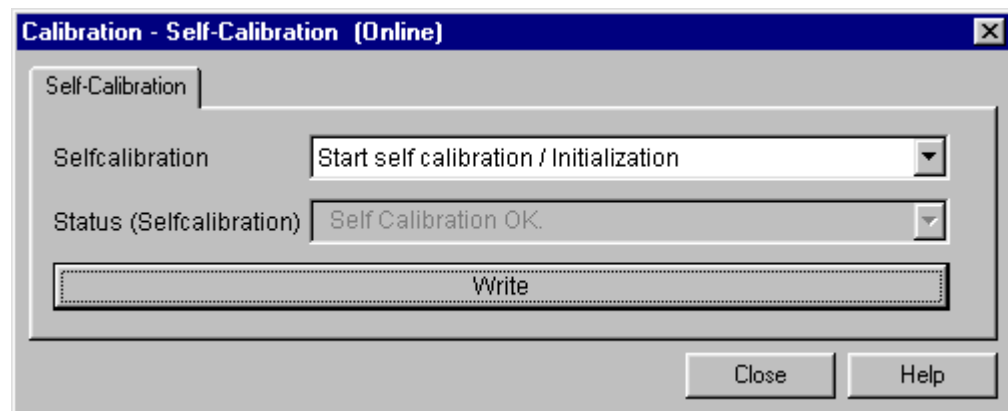 Calibration - Self-Calibration (Online)
Self-Calibration
Selfcalibration Start self calibration / Initialization
Status (Selfcalibration) Self Calibration OK.
Write
Close Help